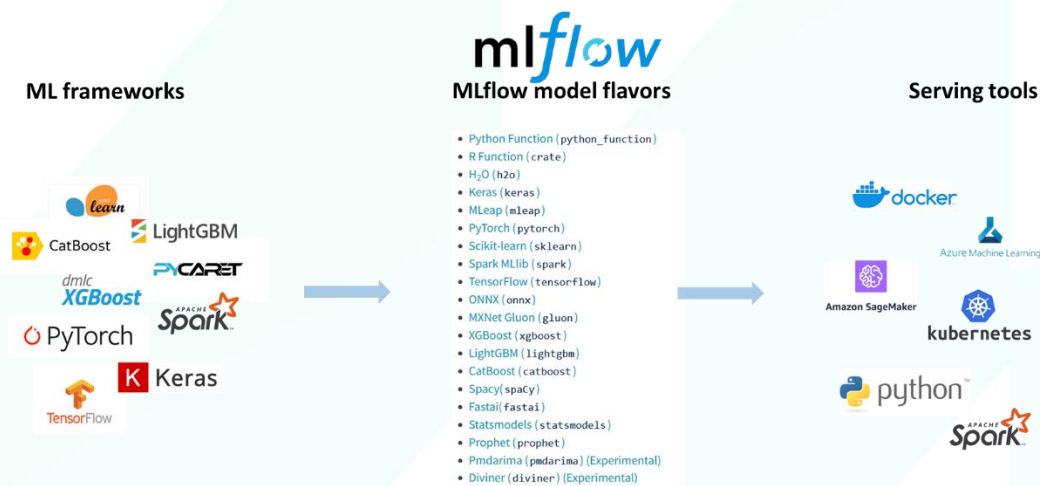 mlflow
ML frameworks
MLflow model flavors
Serving tools
learn
CatBoost
LightGBM
dmlc
XGBoost
PYCARET
APACHE
Spark™
PyTorch
K Keras
TensorFlow
• Python Function (python_function)
• R Function (crate)
• H₂O (h2o)
• Keras (keras)
• MLeap (mleap)
• PyTorch (pytorch)
• Scikit-learn (sklearn)
• Spark MLlib (spark)
• TensorFlow (tensorflow)
• ONNX (onnx)
• MXNet Gluon (gluon)
• XGBoost (xgboost)
• LightGBM (lightgbm)
• CatBoost (catboost)
• Spacy(spaCy)
• Fastai(fastai)
• Statsmodels (statsmodels)
• Prophet (prophet)
• Pmdarima (pmdarima) (Experimental)
• Diviner (diviner) (Experimental)
docker
Azure Machine Learning
Amazon SageMaker
kubernetes
python™
APACHE
Spark™